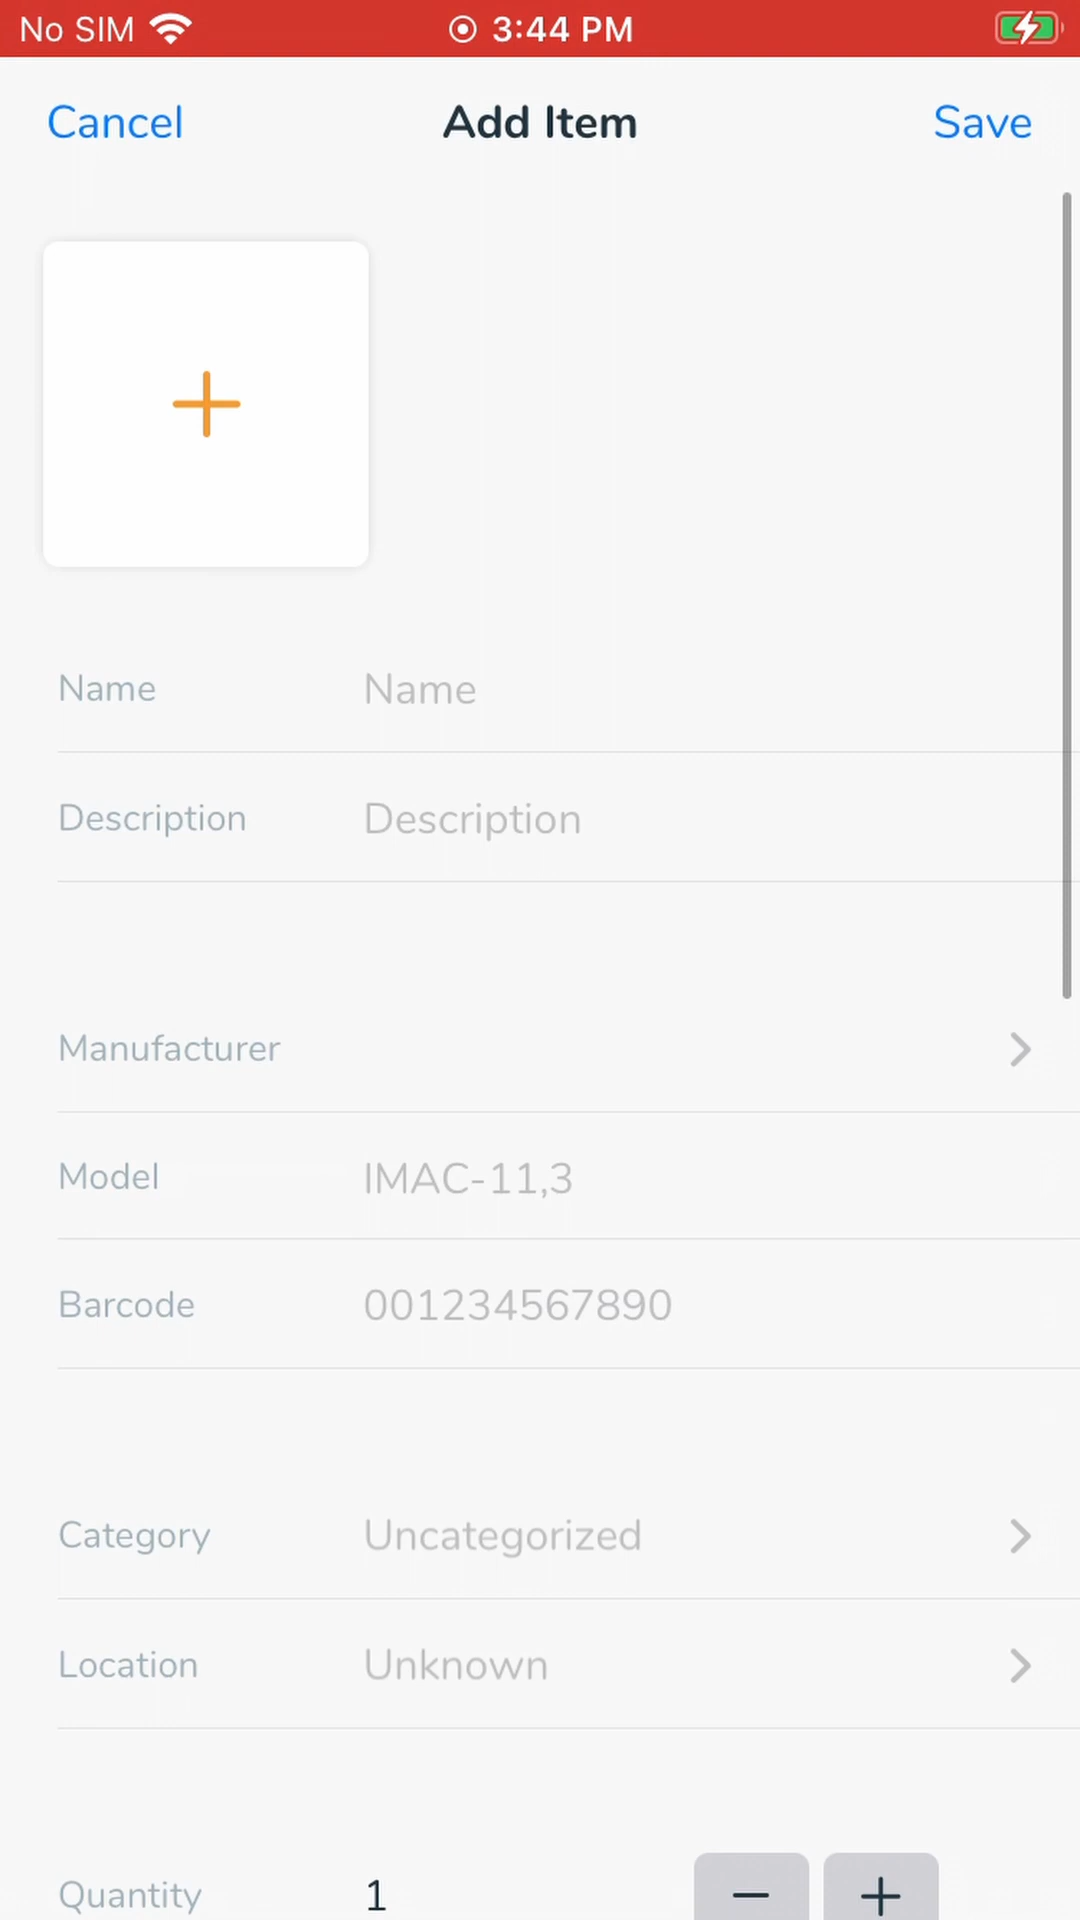 No SIM 3:44 PM
Cancel Add Item Save
Name Name
Description Description
Manufacturer
Model IMAC-11,3
Barcode 001234567890
Category Uncategorized
Location Unknown
Quantity 1